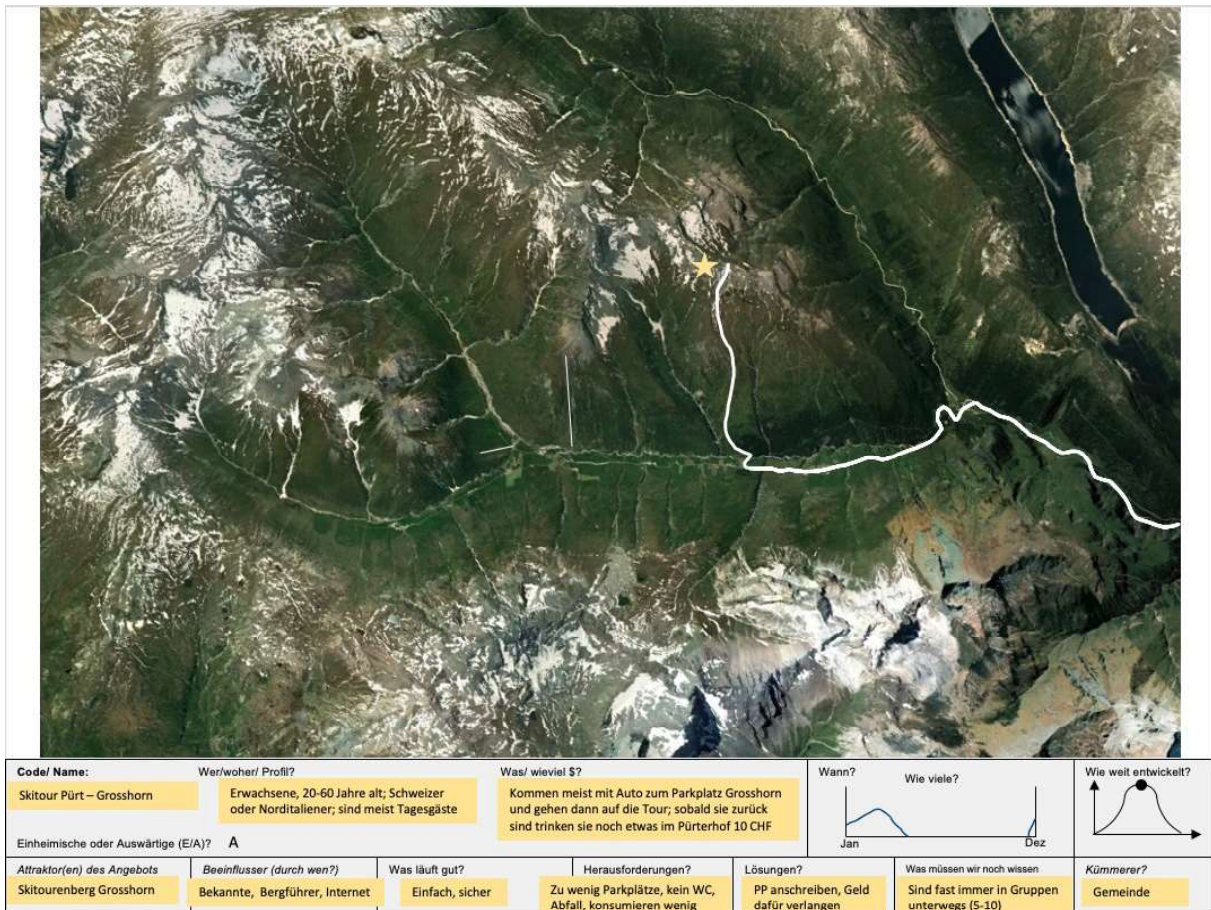 Code/ Name:
Wer/woher/ Profil?
Was/ wieviel $?
Wann?
Wie viele?
Wie weit entwickelt?
Skitour Pürt – Grosshorn
Erwachsene, 20-60 Jahre alt; Schweizer
oder Norditaliener; sind meist Tagesgäste
Kommen meist mit Auto zum Parkplatz Grosshorn
und gehen dann auf die Tour; sobald sie zurück
sind trinken sie noch etwas im Pürterhof 10 CHF
Einheimische oder Auswärtige (E/A)? A
Jan
Dez
Attraktor(en) des Angebots
Skitourenberg Grosshorn
Beeinflusser (durch wen?)
Bekannte, Bergführer, Internet
Was läuft gut?
Einfach, sicher
Herausforderungen?
Zu wenig Parkplätze, kein WC,
Abfall, konsumieren wenig
Lösungen?
PP anschreiben, Geld
dafür verlangen
Was müssen wir noch wissen
Sind fast immer in Gruppen
unterwegs (5-10)
Kümmerer?
Gemeinde